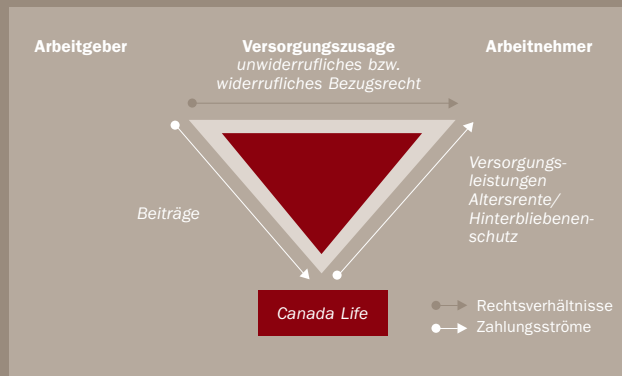 Arbeitgeber
Versorgungszusage
Arbeitnehmer
unwiderrufliches bzw.
widerrufliches Bezugsrecht
Versorgungs-
leistungen
Altersrente/
Hinterbliebenen-
schutz
Beiträge
Canada Life
Rechtsverhältnisse
Zahlungsströme